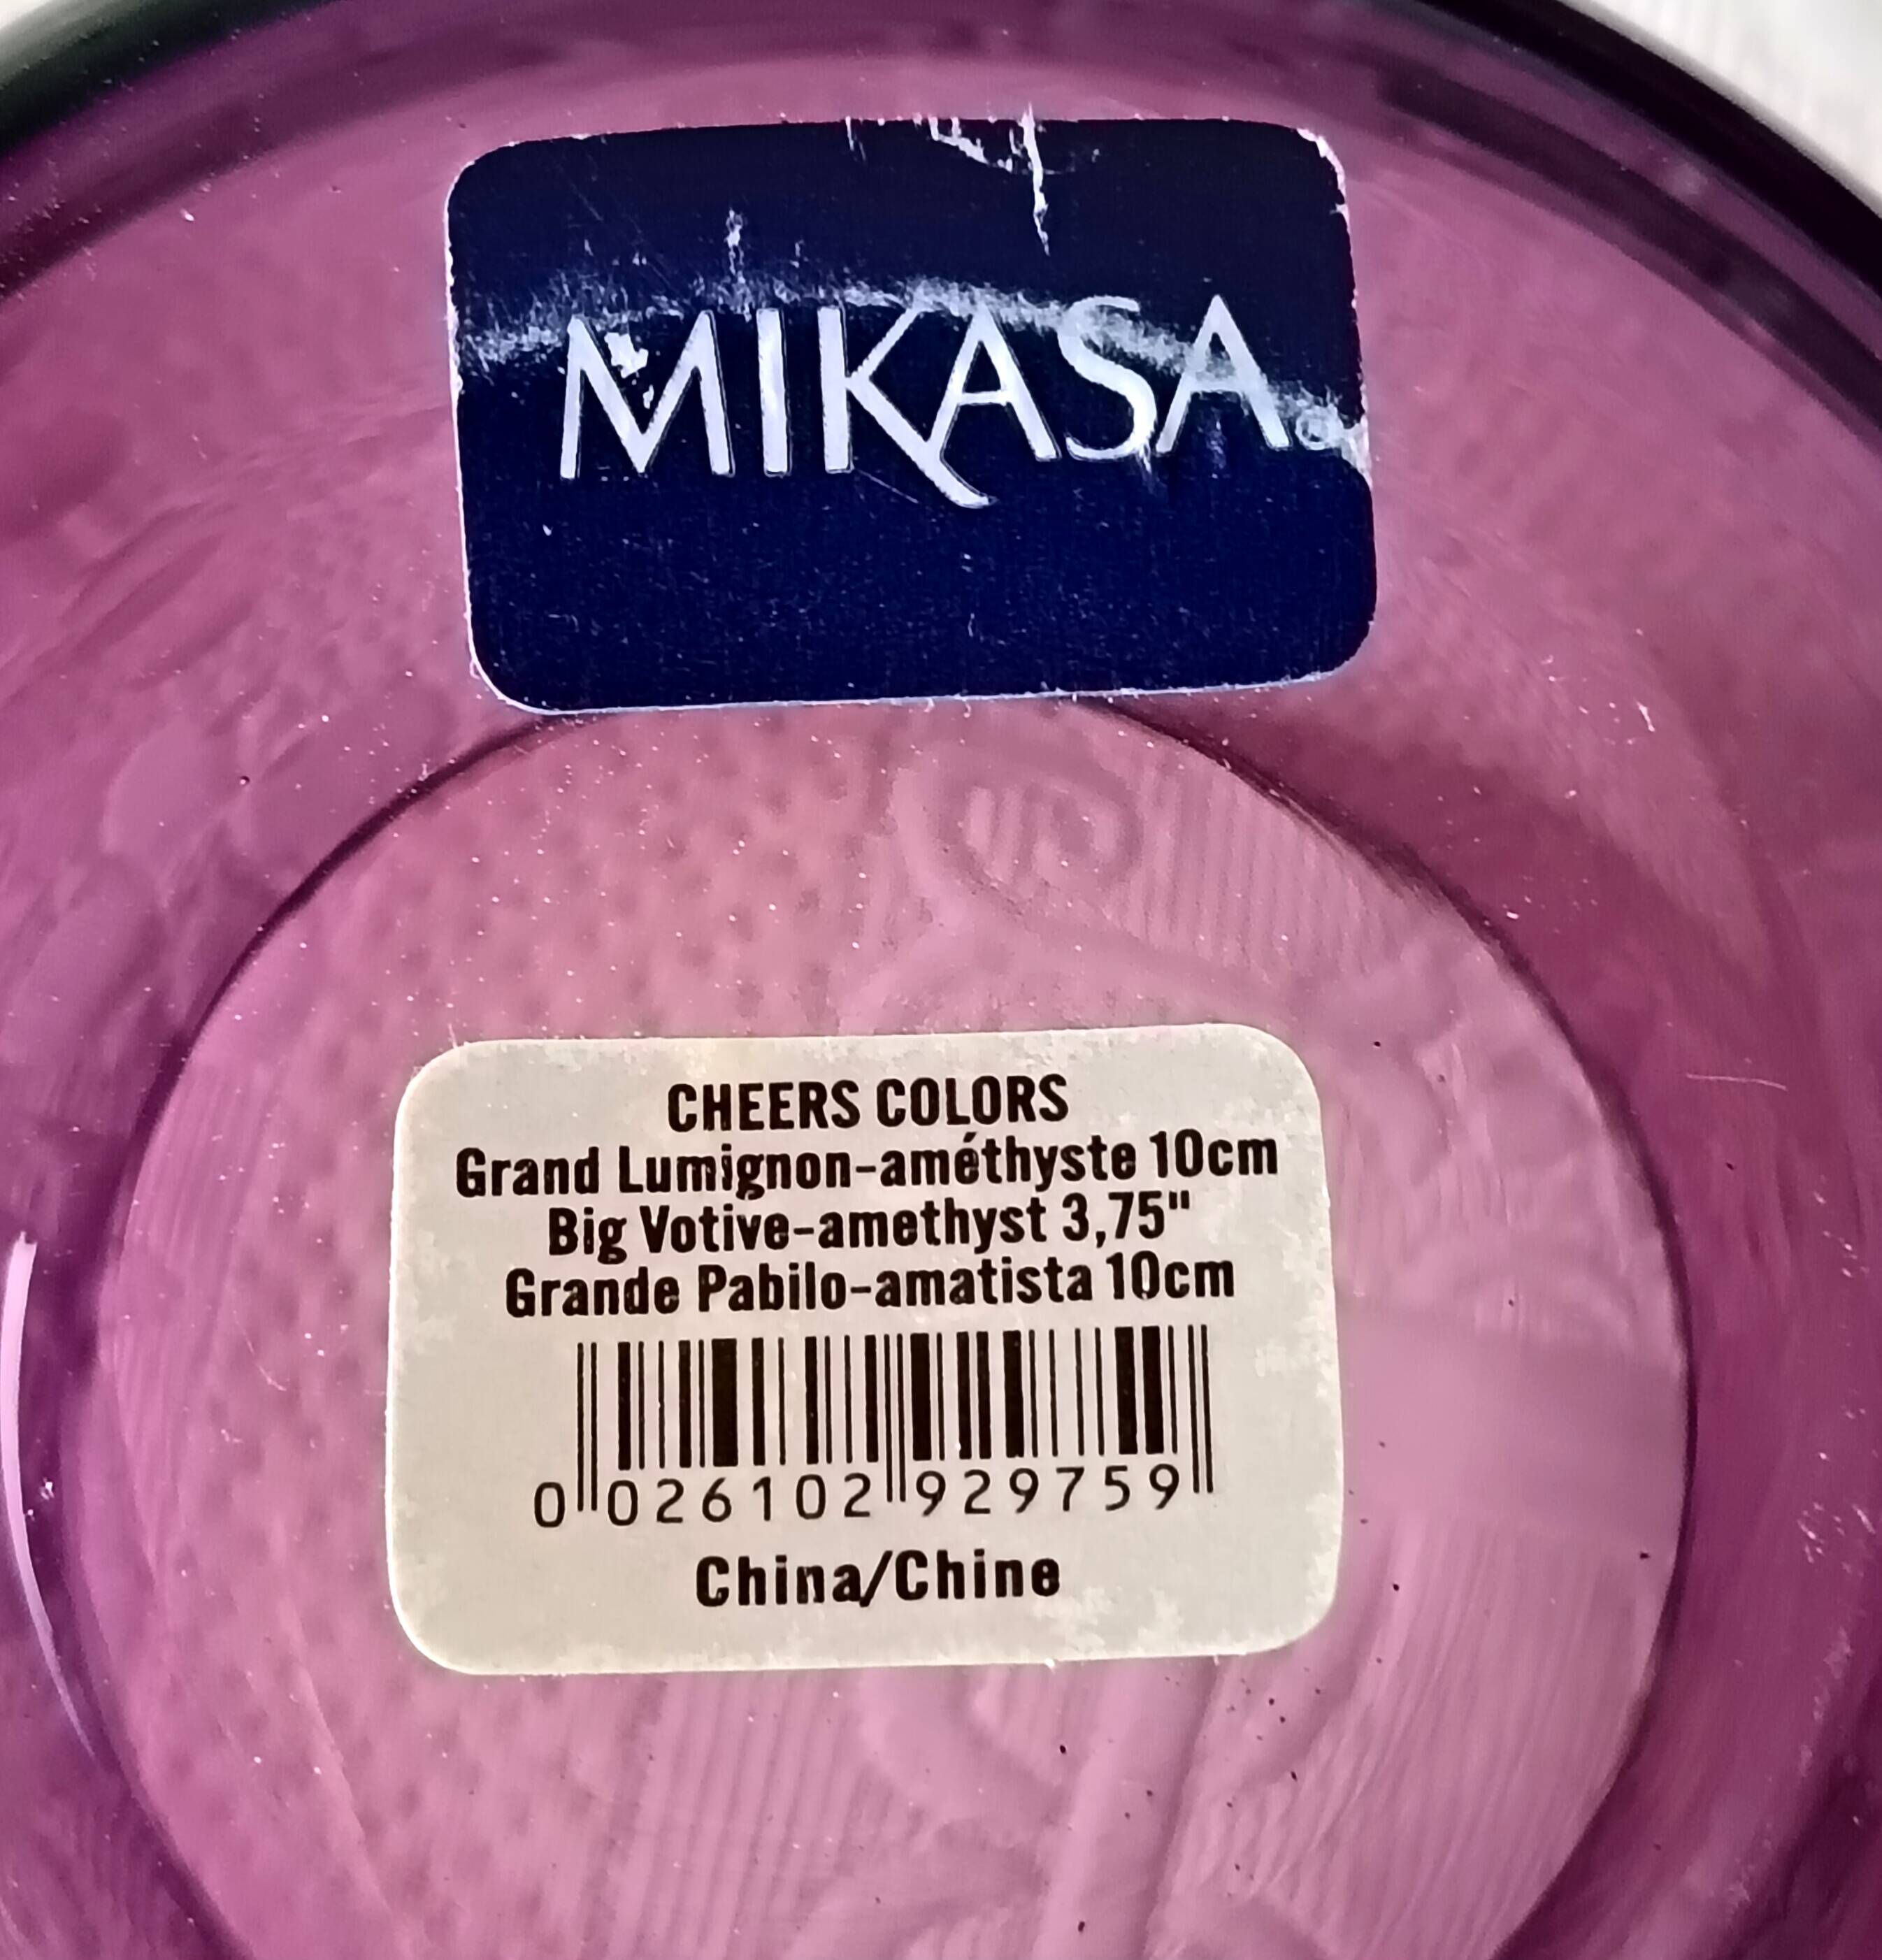 MIKASA®
CHEERS COLORS
Grand Lumignon-améthyste 10cm
Big Votive-amethyst 3,75"
Grande Pabilo-amatista 10cm
0 026102 929759
China/Chine